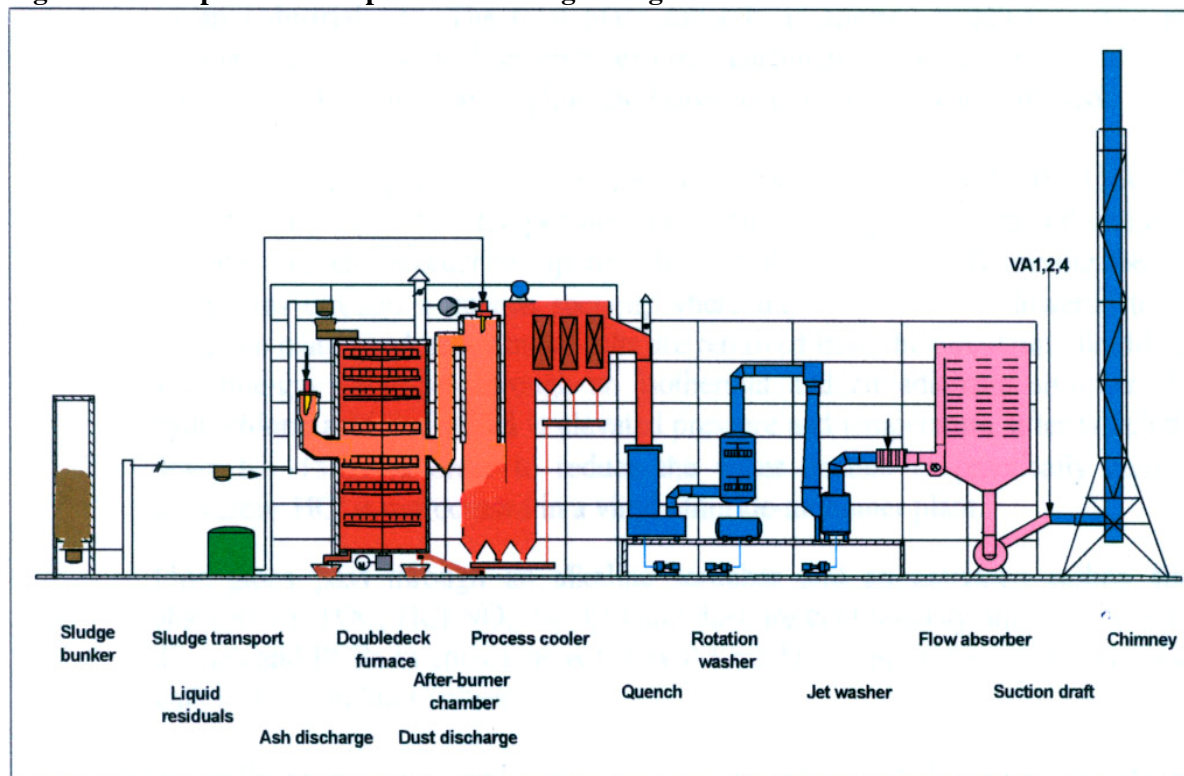 VA1,2,4
Sludge
bunker
Sludge transport
Liquid
residuals
Ash discharge
Doubledeck
furnace
After-burner
chamber
Dust discharge
Process cooler
Quench
Rotation
washer
Jet washer
Flow absorber
Suction draft
Chimney